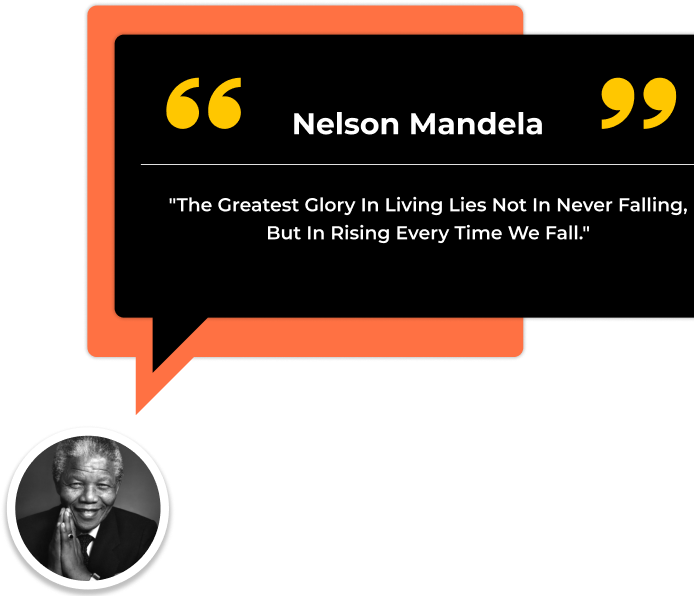 Nelson Mandela
"The Greatest Glory In Living Lies Not In Never Falling,
But In Rising Every Time We Fall."